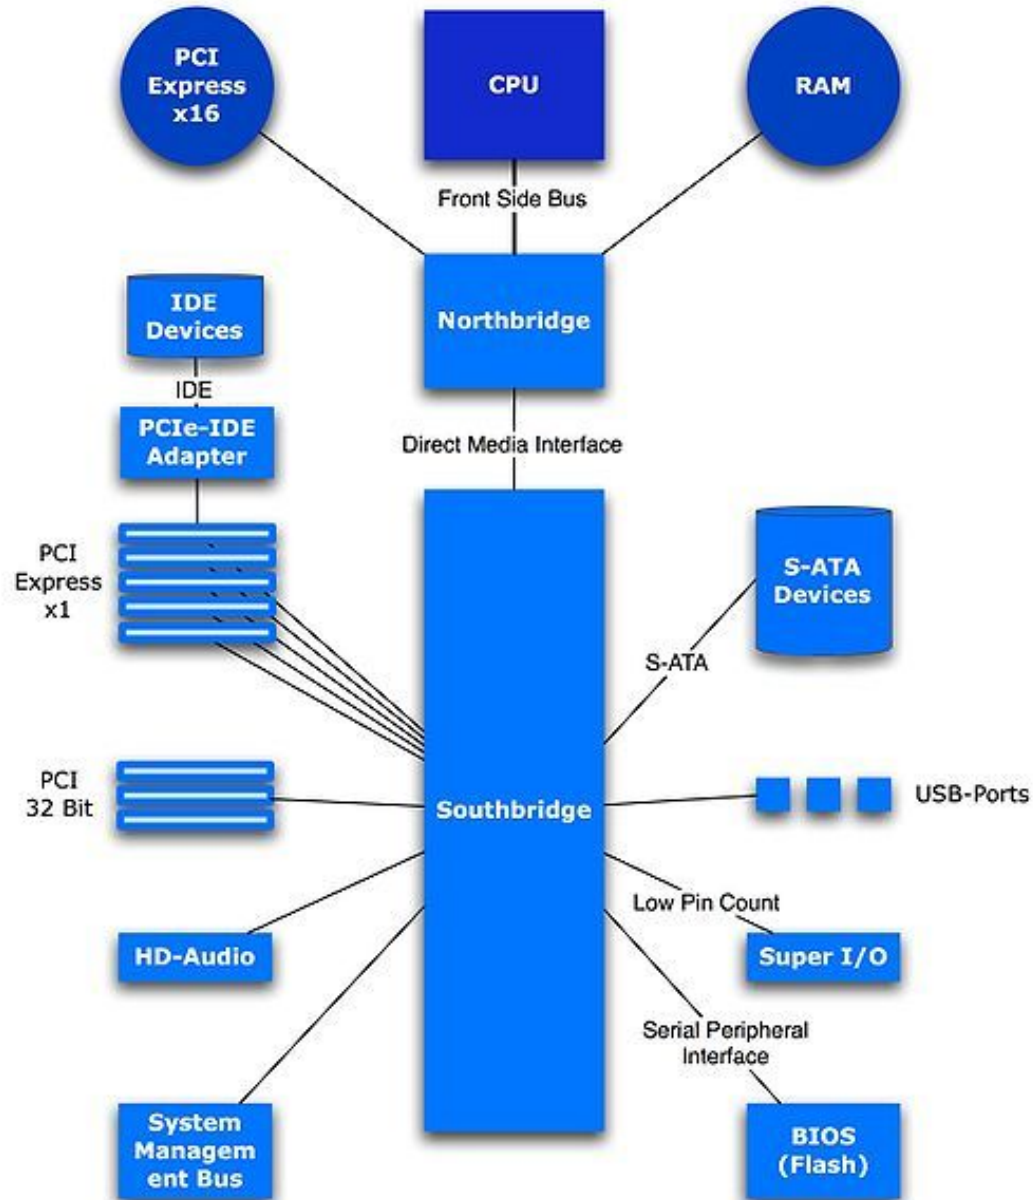 PCI
Express
x16
CPU
RAM
Front Side Bus
Northbridge
IDE
Devices
IDE
PCIe-IDE
Adapter
Direct Media Interface
PCI
Express
x1
S-ATA
Devices
S-ATA
PCI
32 Bit
Southbridge
USB-Ports
Low Pin Count
HD-Audio
Super I/O
Serial Peripheral
Interface
System
Managem
ent Bus
BIOS
(Flash)